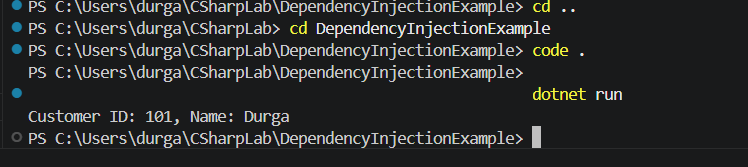 PS C:\Users\durga\CSharpLab\DependencyInjectionExample> cd ..
PS C:\Users\durga\CSharpLab> cd DependencyInjectionExample
PS C:\Users\durga\CSharpLab\DependencyInjectionExample> code .
PS C:\Users\durga\CSharpLab\DependencyInjectionExample>
dotnet run
Customer ID: 101, Name: Durga
PS C:\Users\durga\CSharpLab\DependencyInjectionExample>